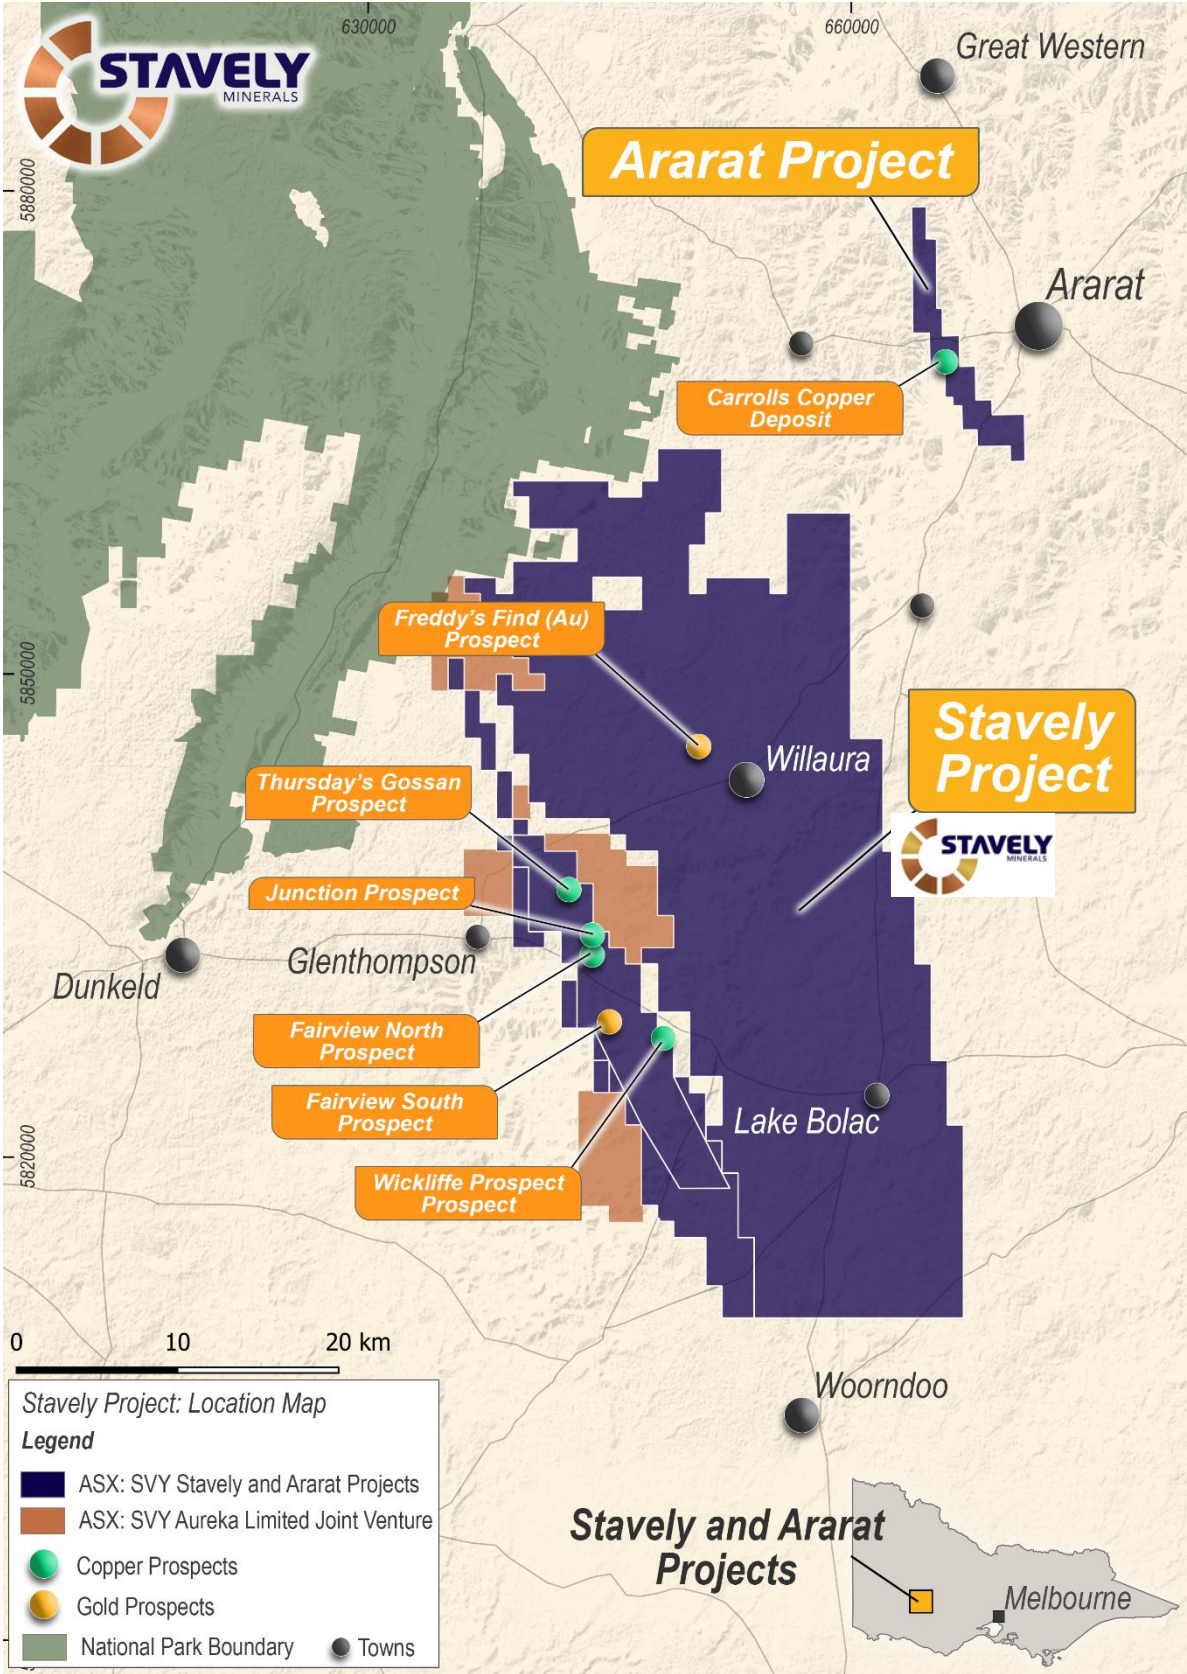 630000
660000
STAVELY
MINERALS
Great Western
Ararat Project
5880000
Ararat
Carrolls Copper
Deposit
Freddy's Find (Au)
Prospect
5850000
Stavely
Project
Willaura
Thursday's Gossan
Prospect
STAVELY
MINERALS
Junction Prospect
Glenthompson
Dunkeld
Fairview North
Prospect
Fairview South
Prospect
Lake Bolac
5820000
Wickliffe Prospect
Prospect
0 10 20 km
Woorndoo
Stavely Project: Location Map
Legend
ASX: SVY Stavely and Ararat Projects
ASX: SVY Aureka Limited Joint Venture
Copper Prospects
Gold Prospects
National Park Boundary
Towns
Stavely and Ararat
Projects
Melbourne